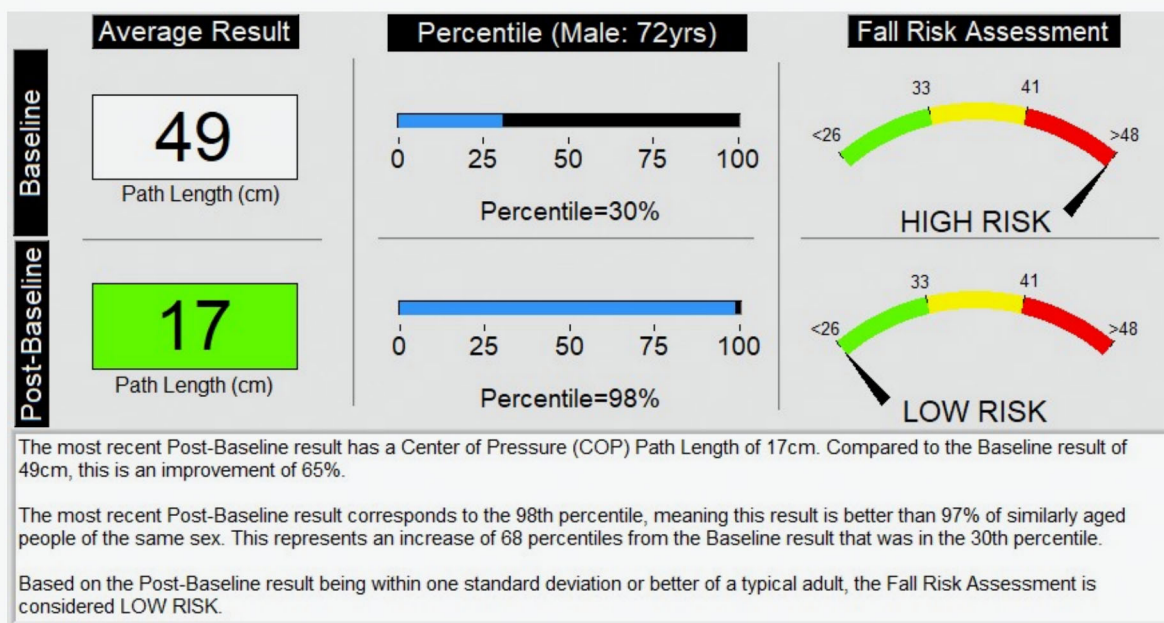 Average Result
Percentile (Male: 72yrs)
Fall Risk Assessment
Baseline
49
Path Length (cm)
0 25 50 75 100
Percentile=30%
<26 33 41 >48
HIGH RISK
Post-Baseline
17
Path Length (cm)
0 25 50 75 100
Percentile=98%
<26 33 41 >48
LOW RISK
The most recent Post-Baseline result has a Center of Pressure (COP) Path Length of 17cm. Compared to the Baseline result of
49cm, this is an improvement of 65%.
The most recent Post-Baseline result corresponds to the 98th percentile, meaning this result is better than 97% of similarly aged
people of the same sex. This represents an increase of 68 percentiles from the Baseline result that was in the 30th percentile.
Based on the Post-Baseline result being within one standard deviation or better of a typical adult, the Fall Risk Assessment is
considered LOW RISK.